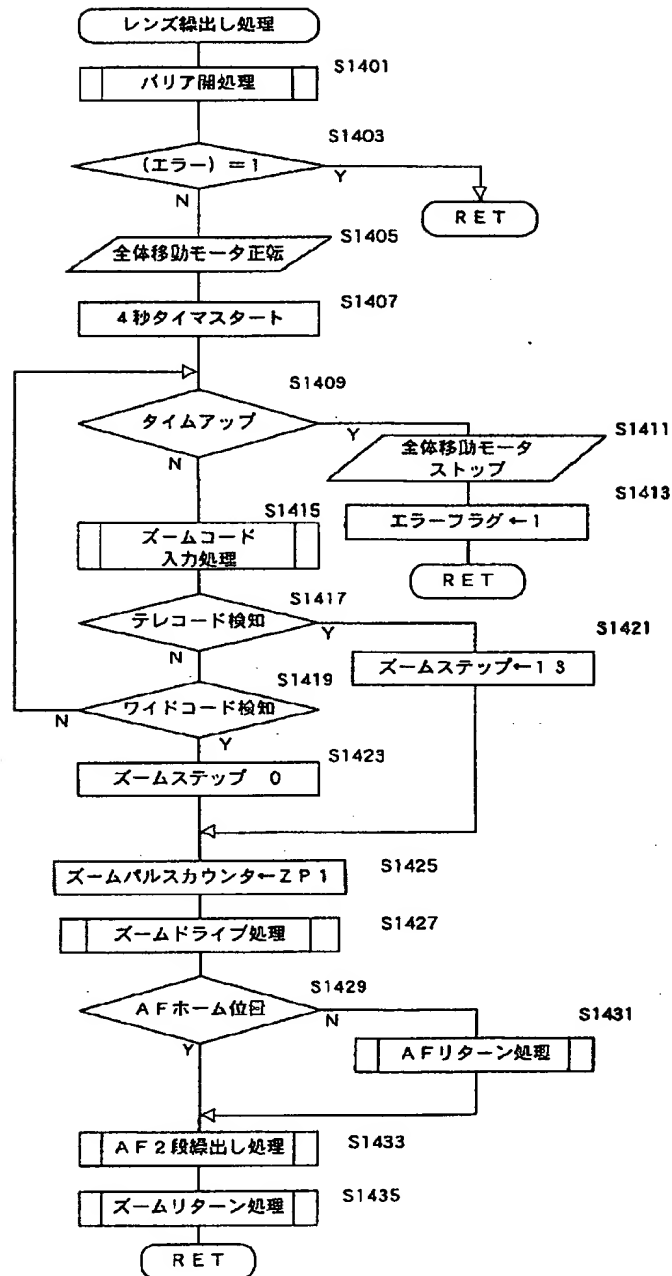 レンズ繰出し処理
S1401
バリア開処理
S1403
(エラー) = 1
Y
N
RET
S1405
全体移動モータ正転
S1407
4秒タイマスタート
S1409
タイムアップ
Y
N
S1411
全体移動モータ
ストップ
S1413
エラーフラグ←1
RET
S1415
ズームコード
入力処理
S1417
テレコード検知
Y
N
S1421
ズームステップ←13
S1419
ワイドコード検知
N
Y
S1423
ズームステップ 0
S1425
ズームパルスカウンタ←ZP1
S1427
ズームドライブ処理
S1429
AFホーム位置
N
Y
S1431
AFリターン処理
S1433
AF2段繰出し処理
S1435
ズームリターン処理
RET